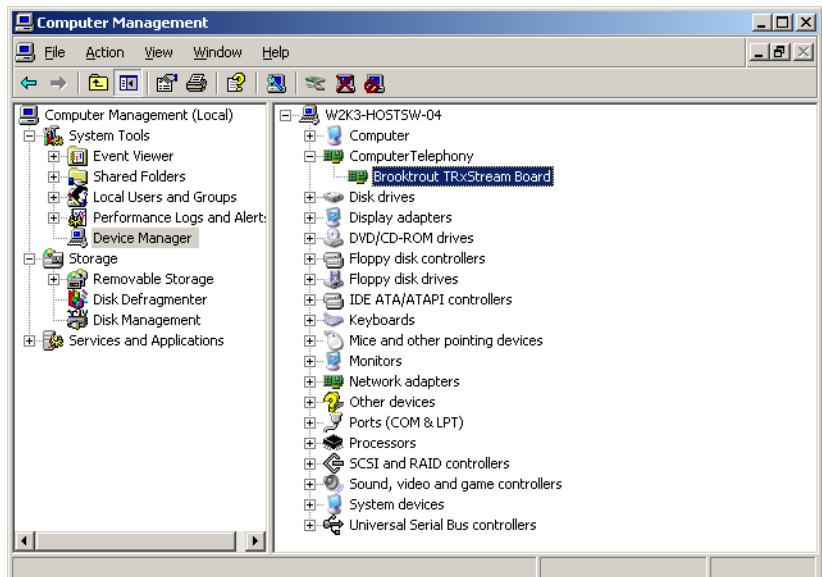 Computer Management
File Action View Window Help
Computer Management (Local)
System Tools
Event Viewer
Shared Folders
Local Users and Groups
Performance Logs and Alert:
Device Manager
Storage
Removable Storage
Disk Defragmenter
Disk Management
Services and Applications
W2K3-HOSTSW-04
Computer
ComputerTelephony
Brooktrout TRxStream Board
Disk drives
Display adapters
DVD/CD-ROM drives
Floppy disk controllers
Floppy disk drives
IDE ATA/ATAPI controllers
Keyboards
Mice and other pointing devices
Monitors
Network adapters
Other devices
Ports (COM & LPT)
Processors
SCSI and RAID controllers
Sound, video and game controllers
System devices
Universal Serial Bus controllers